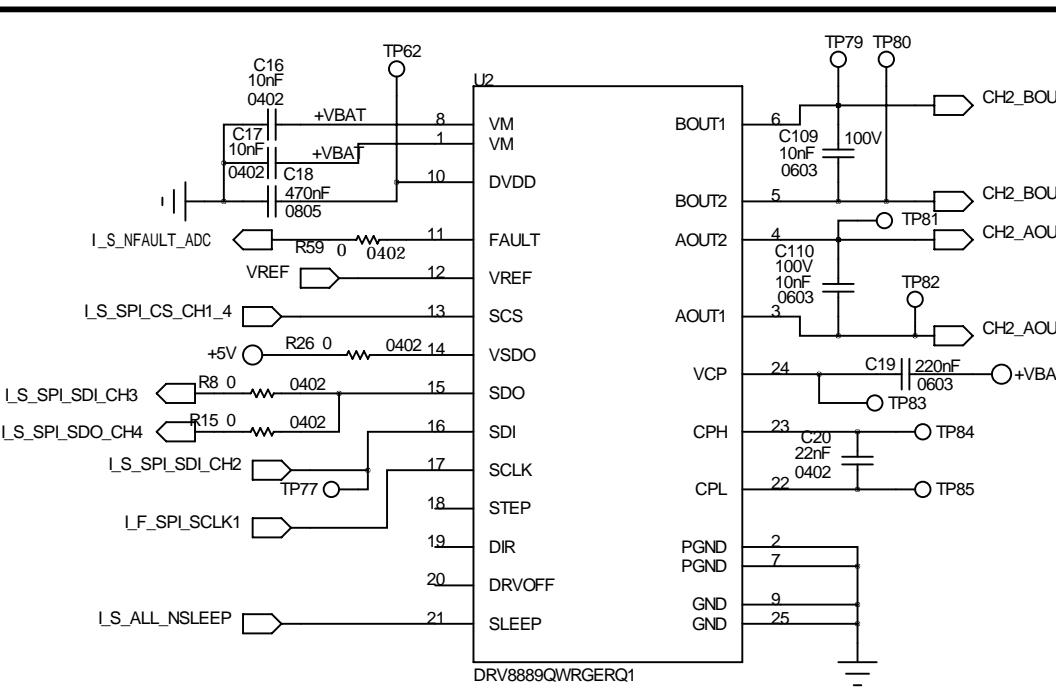 TP62
TP79 TP80
C16
10nF
0402
U2
+VBAT
8
VM
BOUT1
6
CH2_BOU
C17
10nF
0402
+VBAT
1
VM
C109
10nF
0603
100V
C18
470nF
0805
10
DVDD
BOUT2
5
CH2_BOU
TP81
I_S_NFAULT_ADC
R59 0 0402
11
FAULT
AOUT2
4
CH2_AOU
C110
100V
10nF
0603
VREF
12
VREF
TP82
I_S_SPI_CS_CH1_4
13
SCS
AOUT1
3
CH2_AOU
+5V
R26 0 0402
14
VSDO
VCP
24
C19
220nF
0603
+VBA
TP83
I_S_SPI_SDI_CH3
R8 0 0402
15
SDO
I_S_SPI_SDO_CH4
R15 0 0402
16
SDI
CPH
23
TP84
C20
22nF
0402
I_S_SPI_SDI_CH2
17
SCLK
TP77
CPL
22
TP85
18
STEP
I_F_SPI_SCLK1
19
DIR
PGND
2
PGND
7
20
DRVOFF
GND
9
I_S_ALL_NSLEEP
21
SLEEP
GND
25
DRV8889QWRGERQ1